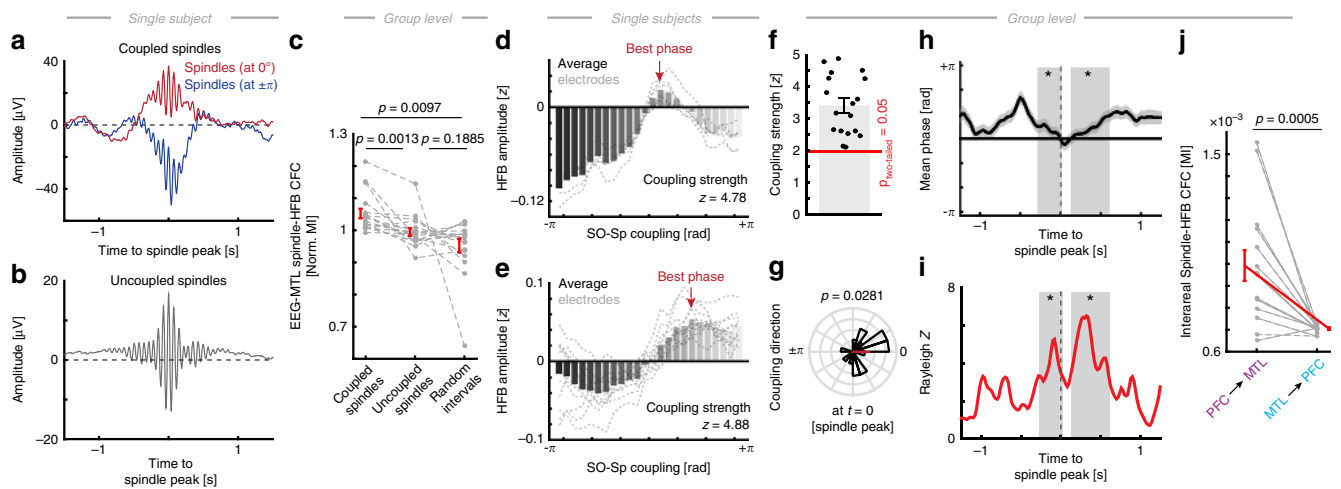 Single subject
Group level
Single subjects
Group level
a
Coupled spindles
Spindles (at 0°)
Spindles (at ±π)
40
0
−40
Amplitude [µV]
−1
0
1
Time to spindle peak [s]
b
Uncoupled spindles
20
0
−20
Amplitude [µV]
−1
0
1
Time to
spindle peak [s]
c
p = 0.0097
p = 0.0013
p = 0.1885
1.3
1
0.7
EEG-MTL spindle-HFB CFC
[Norm. MI]
Coupled
spindles
Uncoupled
spindles
Random
intervals
d
Best phase
Average
electrodes
0
−0.12
HFB amplitude [z]
Coupling strength
z = 4.78
-π
+π
SO-Sp coupling [rad]
e
Best phase
Average
electrodes
0.1
0
−0.1
HFB amplitude [z]
Coupling strength
z = 4.88
-π
+π
SO-Sp coupling [rad]
f
5
4
3
2
1
0
Coupling strength [z]
p two-tailed = 0.05
g
p = 0.0281
Coupling direction
±π
0
at t = 0
[spindle peak]
h
+π
-π
Mean phase [rad]
*
*
−1
1
Time to
spindle peak [s]
i
8
0
Rayleigh Z
*
*
−1
0
1
Time to
spindle peak [s]
j
×10⁻³
p = 0.0005
1.5
0.6
Interareal Spindle-HFB CFC [MI]
PFC → MTL
MTL → PFC